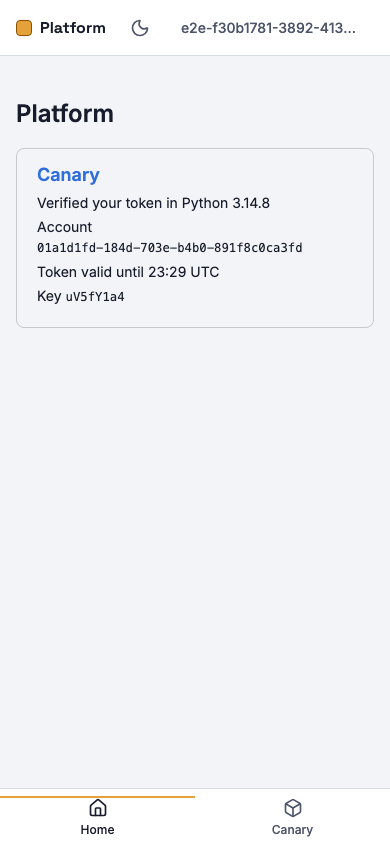 Platform
e2e-f30b1781-3892-413...
Platform
Canary
Verified your token in Python 3.14.8
Account
01a1d1fd-184d-703e-b4b0-891f8c0ca3fd
Token valid until 23:29 UTC
Key uV5fY1a4
Home
Canary